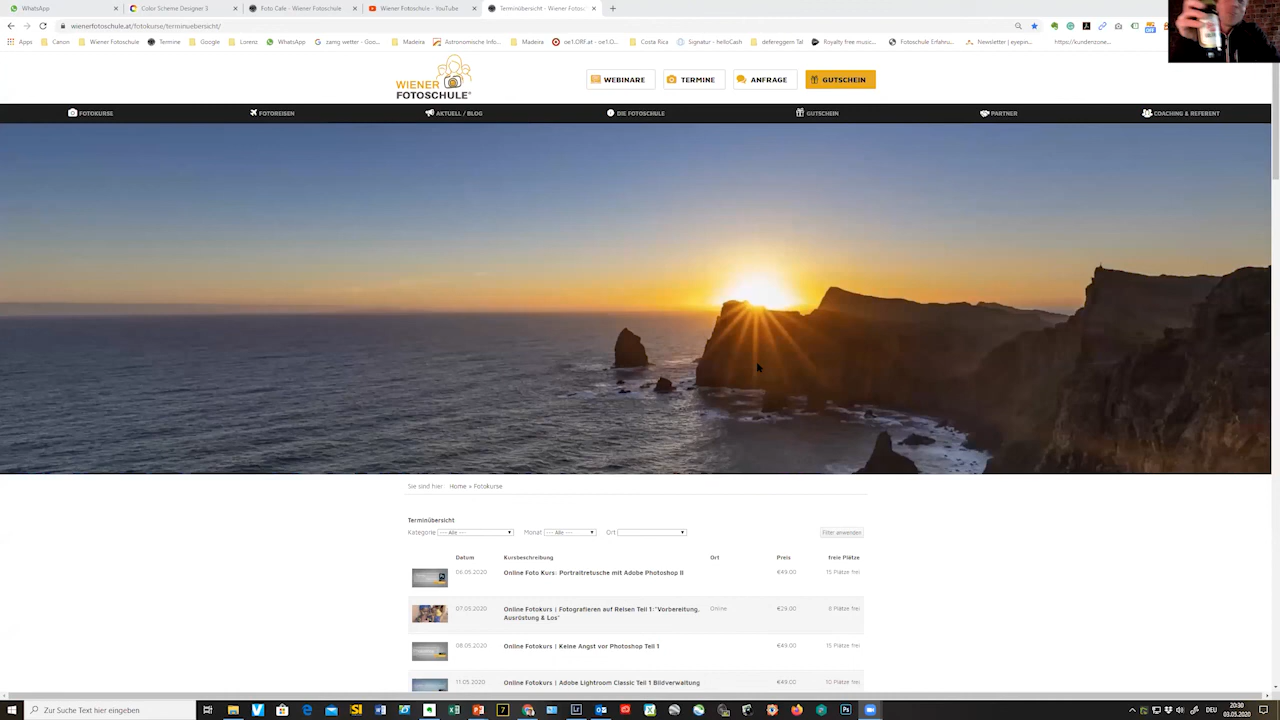 WhatsApp
Color Scheme Designer 3
Foto Cafe - Wiener Fotoschule
Wiener Fotoschule - YouTube
Terminübersicht - Wiener Fotosc
wienerfotoschule.at/fotokurse/terminuebersicht/
Apps
Canon
Wiener Fotoschule
Termine
Google
Lorenz
WhatsApp
zamg wetter - Goo...
Madeira
Astronomische Info...
Madeira
oe1.ORF.at - oe1.O...
Costa Rica
Signatur - helloCash
defereggern Tal
Royalty free music...
Fotoschule Erfahru...
Newsletter | eyepin...
https://kundenzone...
WIENER
FOTOSCHULE
WEBINARE
TERMINE
ANFRAGE
GUTSCHEIN
FOTOKURSE
FOTOREISEN
AKTUELL / BLOG
DIE FOTOSCHULE
GUTSCHEIN
PARTNER
COACHING & REFERENT
Sie sind hier: Home » Fotokurse
Terminübersicht
Kategorie --- Alle --- Monat --- Alle --- Ort
Filter anwenden
Datum Kursbeschreibung Ort Preis freie Plätze
06.05.2020 Online Foto Kurs: Portraitretusche mit Adobe Photoshop II €49.00 15 Plätze frei
07.05.2020 Online Fotokurs | Fotografieren auf Reisen Teil 1:"Vorbereitung, Online €29.00 8 Plätze frei
Ausrüstung & Los"
08.05.2020 Online Fotokurs | Keine Angst vor Photoshop Teil 1 €49.00 15 Plätze frei
11.05.2020 Online Fotokurs | Adobe Lightroom Classic Teil 1 Bildverwaltung €49.00 10 Plätze frei
Zur Suche Text hier eingeben
DEU
20:30
03.05.2020